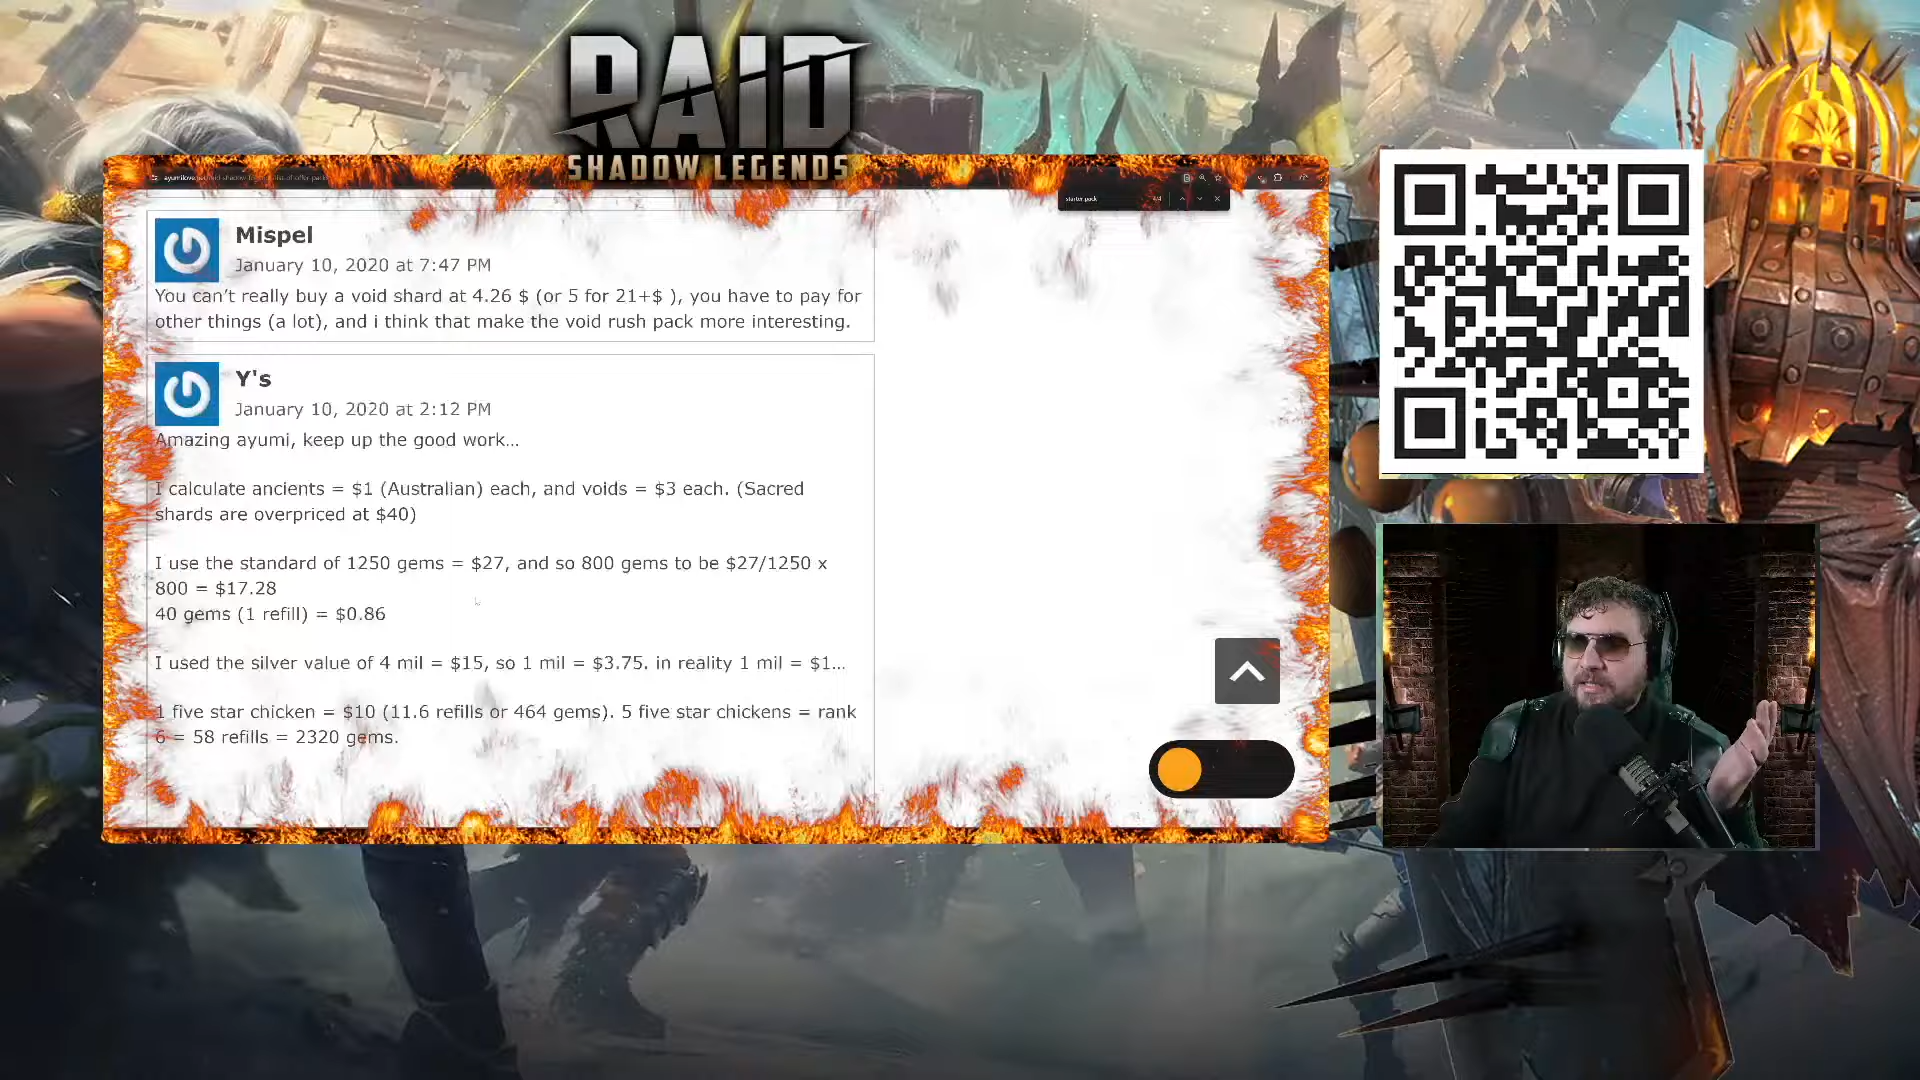 RAID
SHADOW LEGENDS
starter pack
4/4
Mispel
January 10, 2020 at 7:47 PM
You can't really buy a void shard at 4.26 $ (or 5 for 21+$ ), you have to pay for
other things (a lot), and i think that make the void rush pack more interesting.
Y's
January 10, 2020 at 2:12 PM
Amazing ayumi, keep up the good work...
I calculate ancients = $1 (Australian) each, and voids = $3 each. (Sacred
shards are overpriced at $40)
I use the standard of 1250 gems = $27, and so 800 gems to be $27/1250 x
800 = $17.28
40 gems (1 refill) = $0.86
I used the silver value of 4 mil = $15, so 1 mil = $3.75. in reality 1 mil = $1...
1 five star chicken = $10 (11.6 refills or 464 gems). 5 five star chickens = rank
6 = 58 refills = 2320 gems.